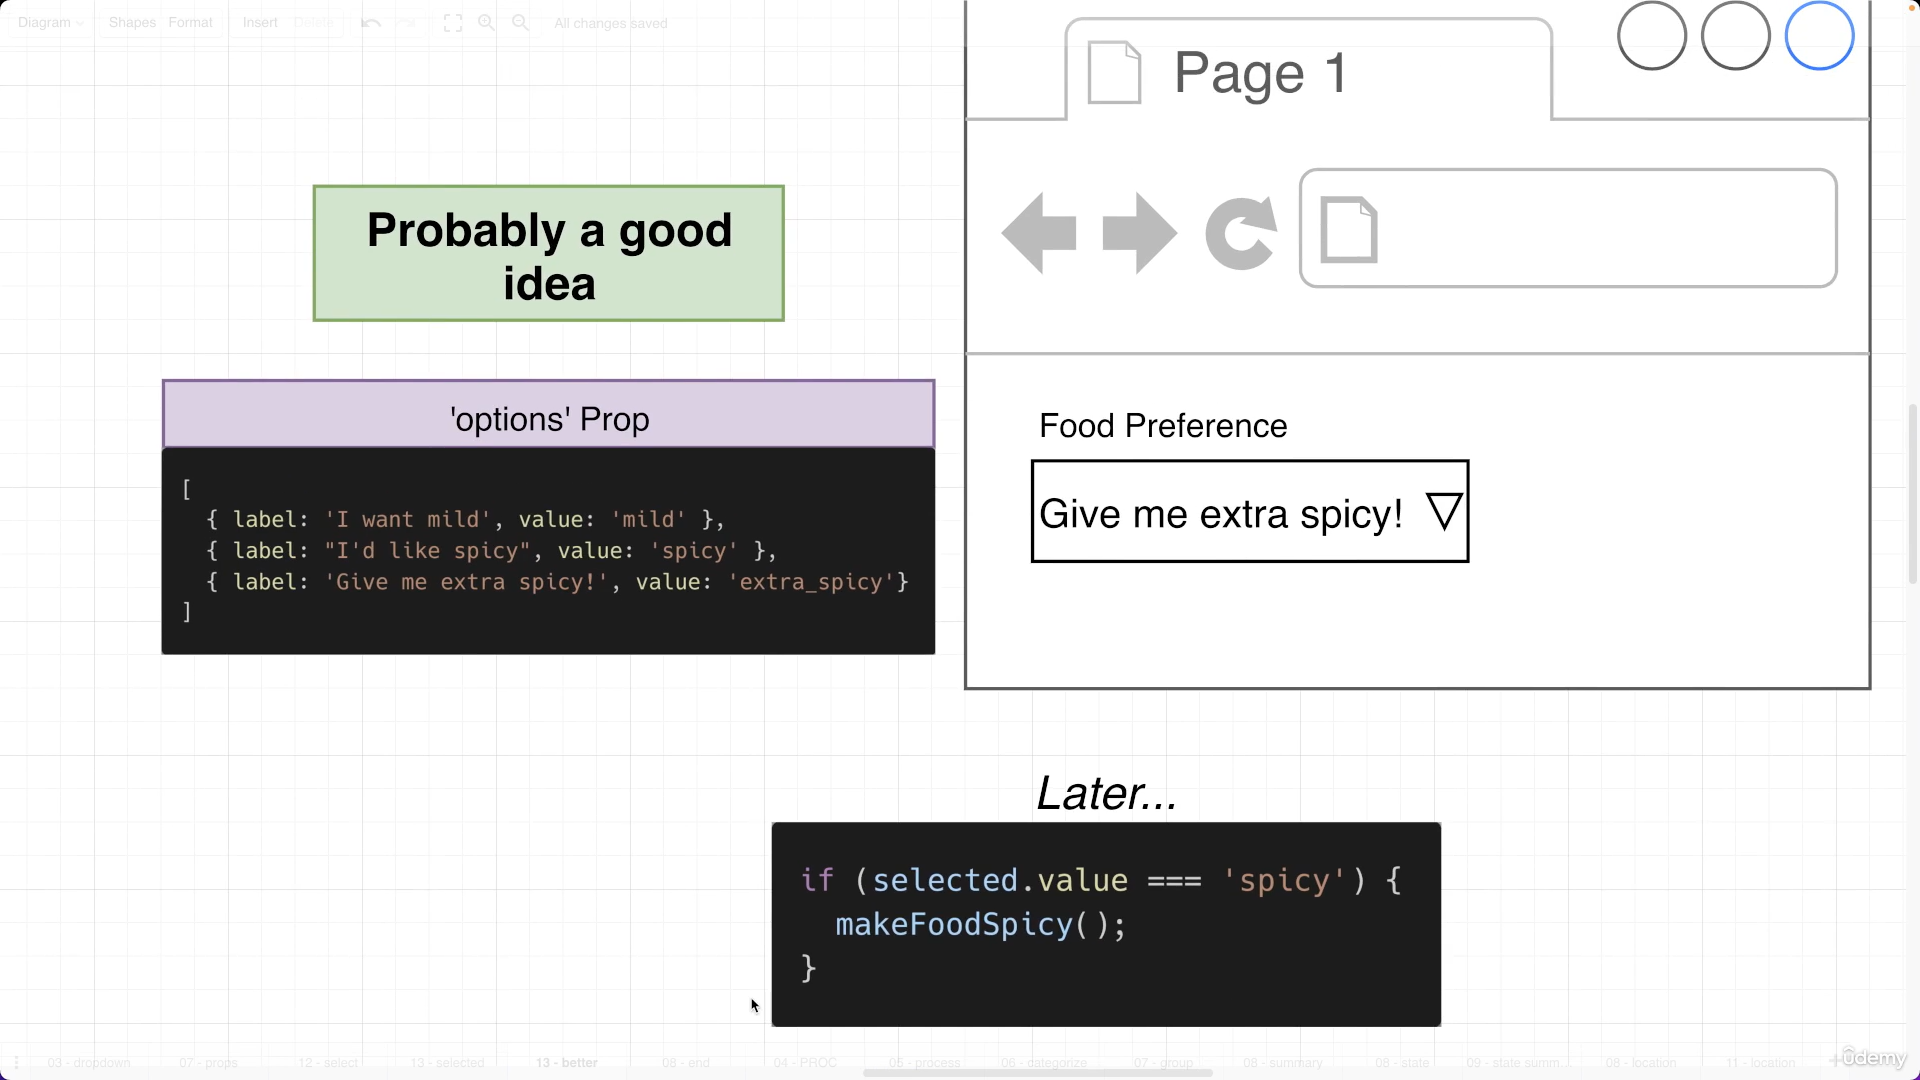 Diagram Shapes Format Insert Delete All changes saved
Page 1
Probably a good
idea
'options' Prop
[
  { label: 'I want mild', value: 'mild' },
  { label: "I'd like spicy", value: 'spicy' },
  { label: 'Give me extra spicy!', value: 'extra_spicy'}
]
Food Preference
Give me extra spicy!
Later...
if (selected.value === 'spicy') {
  makeFoodSpicy();
}
03 - dropdown 07 - props 12 - select 13 - selected 13 - better 08 - end 04 - PROC 05 - process 06 - categorize 07 - group 08 - summary 08 - state 09 - state summ... 08 - location 11 - location
ûdemy